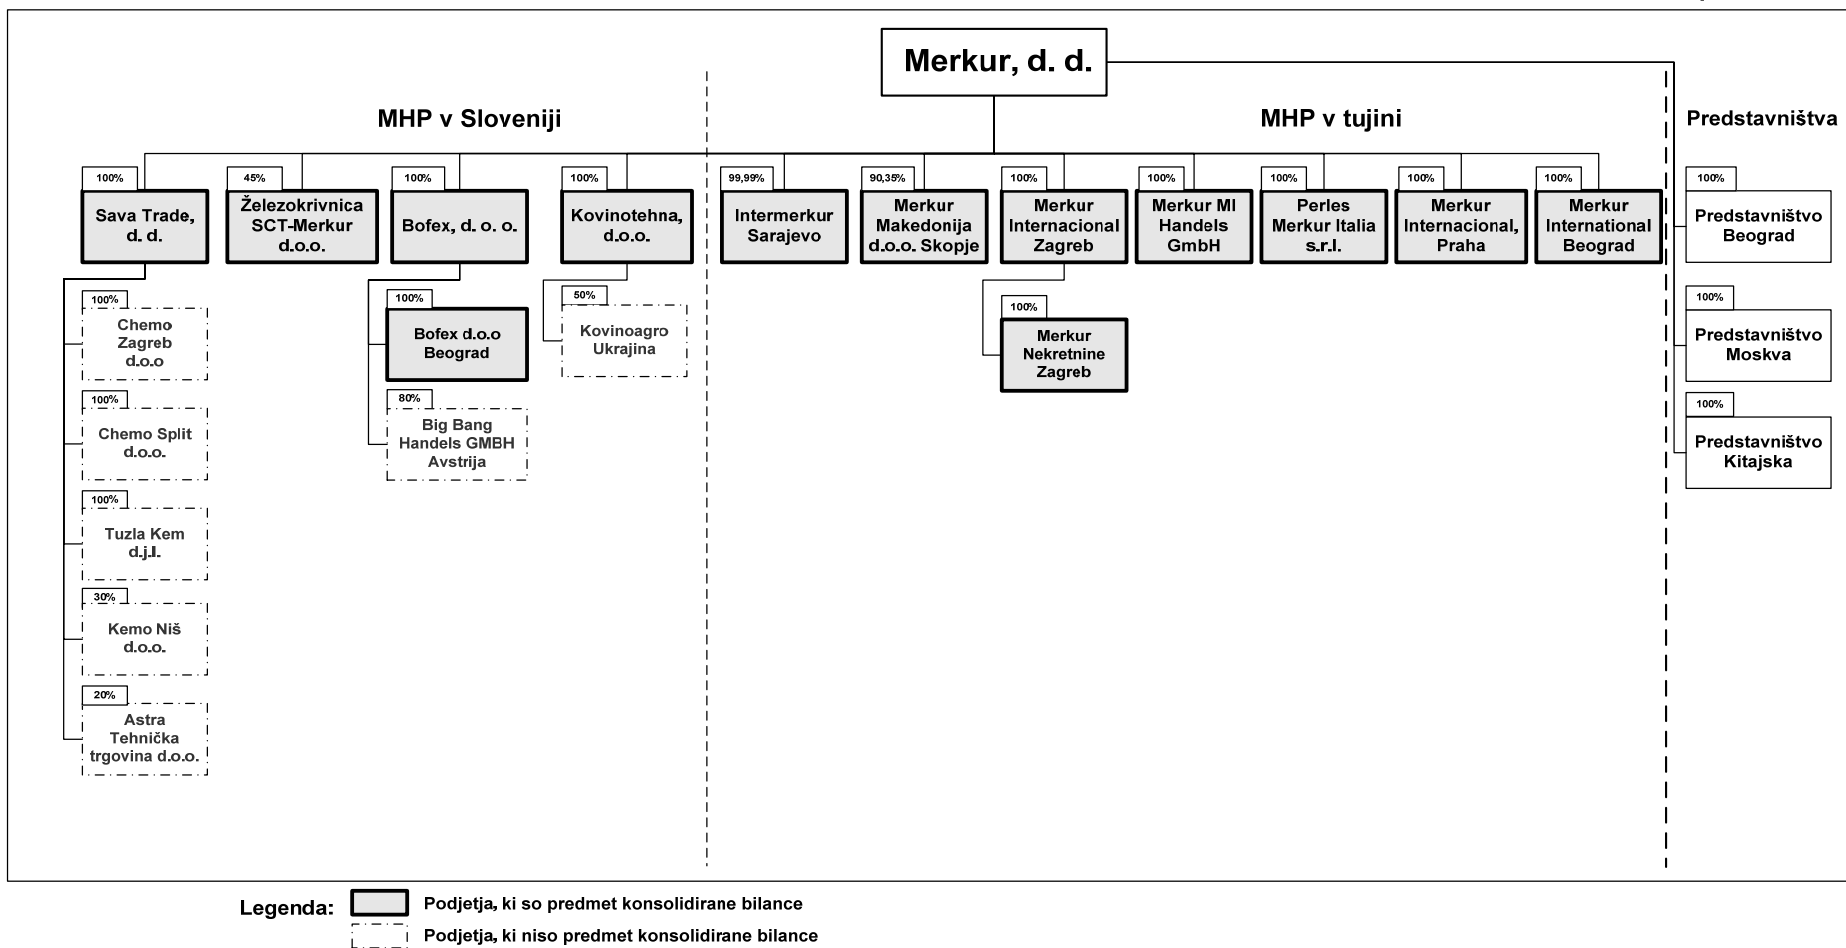 Merkur, d. d.
MHP v Sloveniji
MHP v tujini
Predstavništva
100%
Sava Trade,
d. d.
45%
Železokrivnica
SCT-Merkur
d.o.o.
100%
Bofex, d. o. o.
100%
Kovinotehna,
d.o.o.
99,99%
Intermerkur
Sarajevo
90,35%
Merkur
Makedonija
d.o.o. Skopje
100%
Merkur
Internacional
Zagreb
100%
Merkur MI
Handels
GmbH
100%
Perles
Merkur Italia
s.r.l.
100%
Merkur
Internacional,
Praha
100%
Merkur
International
Beograd
100%
Predstavništvo
Beograd
100%
Chemo
Zagreb
d.o.o
100%
Chemo Split
d.o.o.
100%
Tuzla Kem
d.j.l.
30%
Kemo Niš
d.o.o.
20%
Astra
Tehnička
trgovina d.o.o.
100%
Bofex d.o.o
Beograd
80%
Big Bang
Handels GMBH
Avstrija
50%
Kovinoagro
Ukrajina
100%
Merkur
Nekretnine
Zagreb
100%
Predstavništvo
Moskva
100%
Predstavništvo
Kitajska
Legenda:
Podjetja, ki so predmet konsolidirane bilance
Podjetja, ki niso predmet konsolidirane bilance